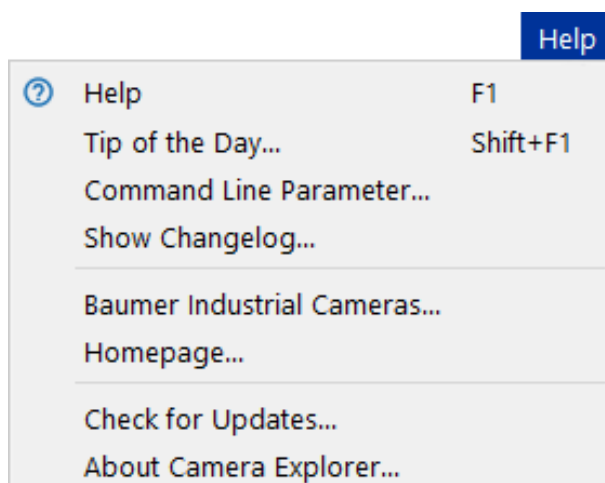 Help
Help F1
Tip of the Day... Shift+F1
Command Line Parameter...
Show Changelog...
Baumer Industrial Cameras...
Homepage...
Check for Updates...
About Camera Explorer...